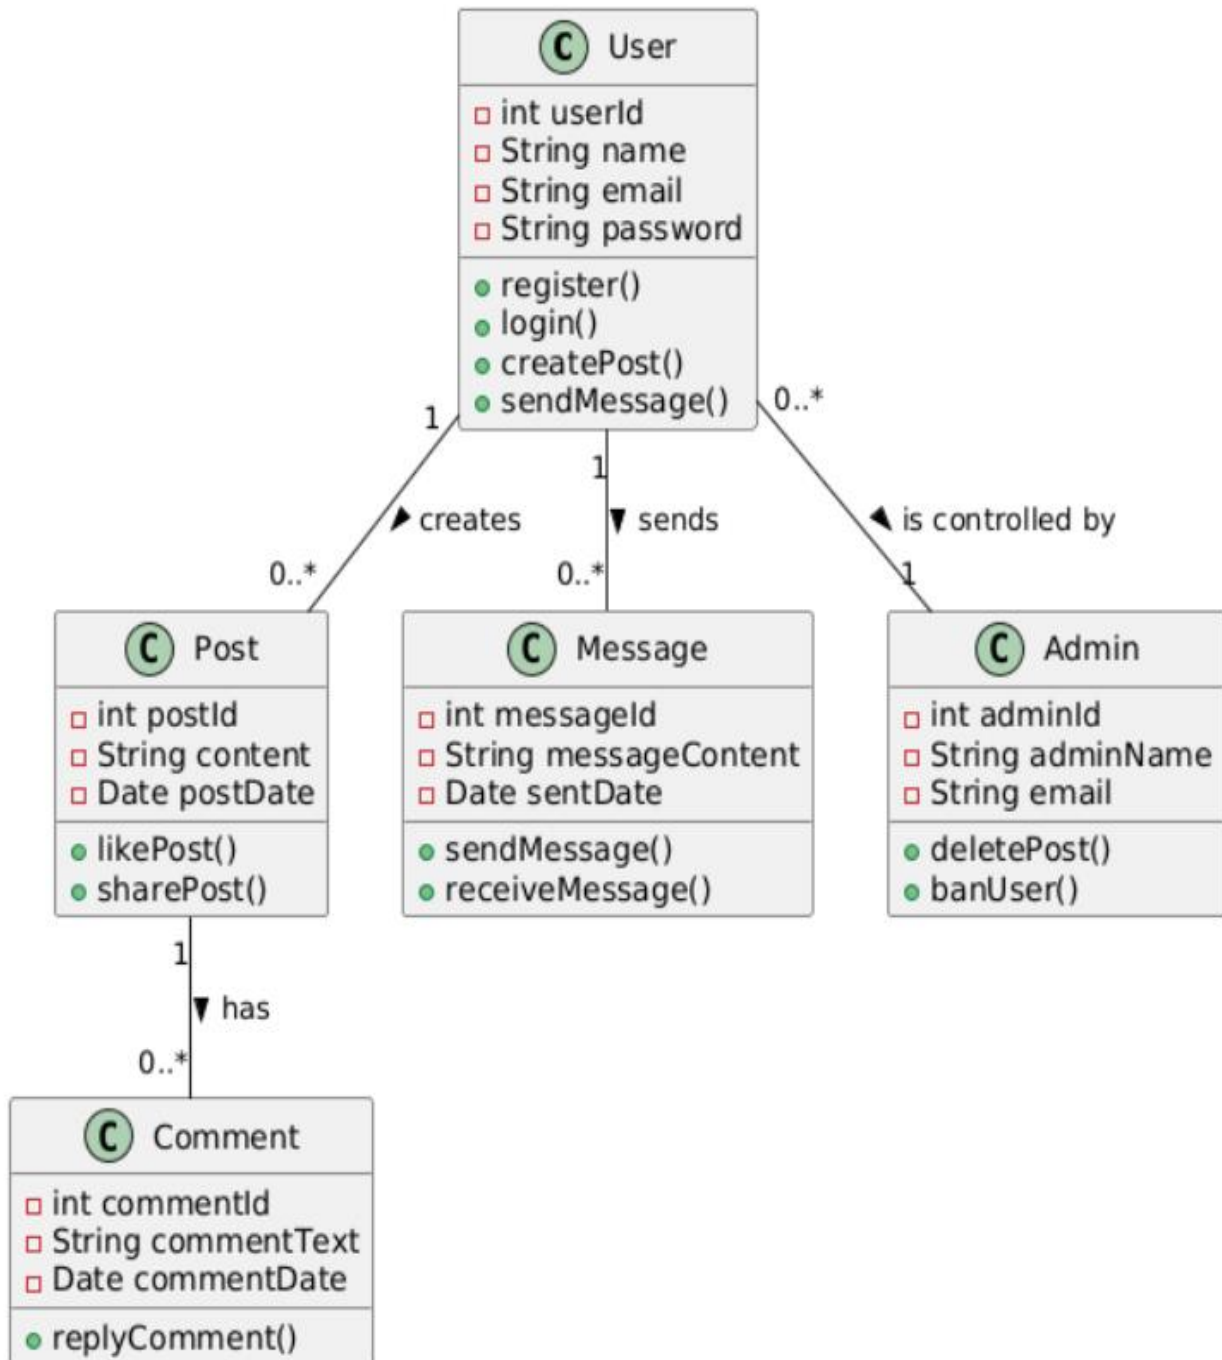 C User
int userId
String name
String email
String password
register()
login()
createPost()
sendMessage()
1
0..*
1
creates
sends
is controlled by
0..*
0..*
1
C Post
int postId
String content
Date postDate
likePost()
sharePost()
C Message
int messageId
String messageContent
Date sentDate
sendMessage()
receiveMessage()
C Admin
int adminId
String adminName
String email
deletePost()
banUser()
1
has
0..*
C Comment
int commentId
String commentText
Date commentDate
replyComment()